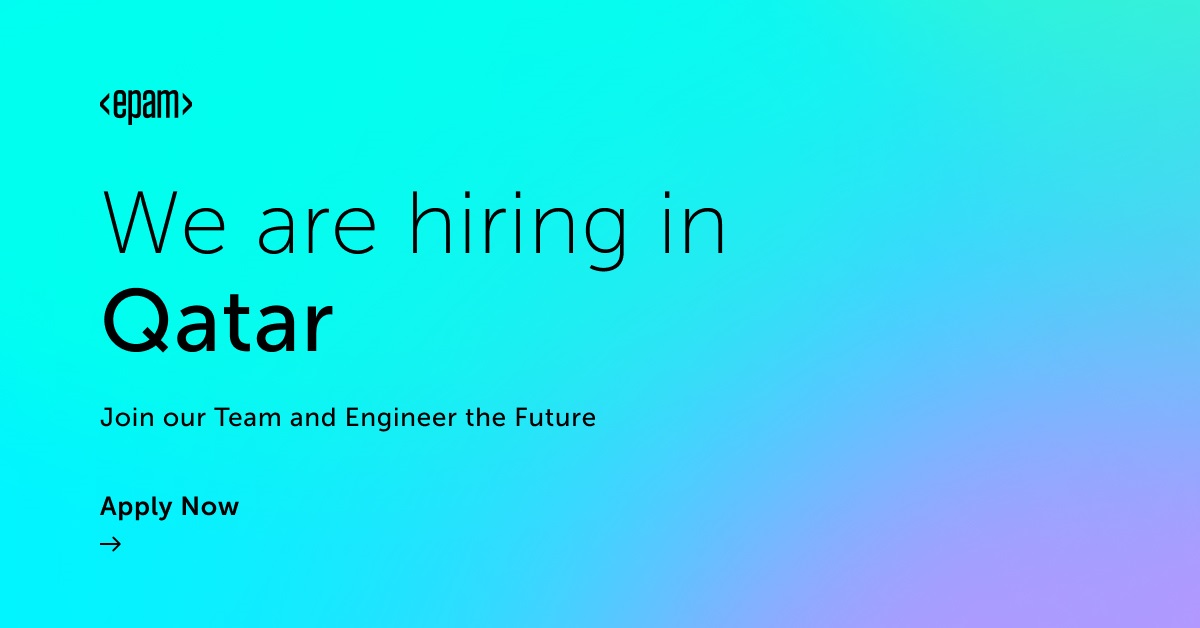 <epam>
We are hiring in
Qatar
Join our Team and Engineer the Future
Apply Now
→